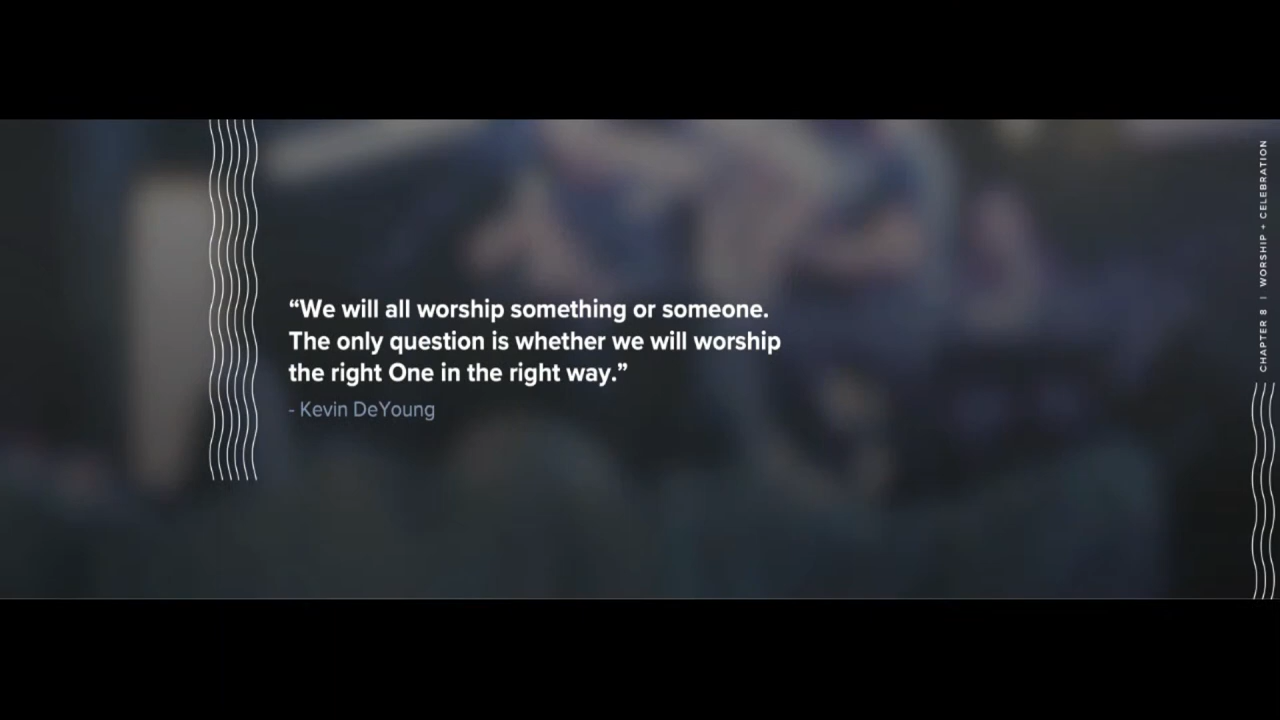 “We will all worship something or someone.
The only question is whether we will worship
the right One in the right way.”
- Kevin DeYoung
CHAPTER 8 | WORSHIP + CELEBRATION